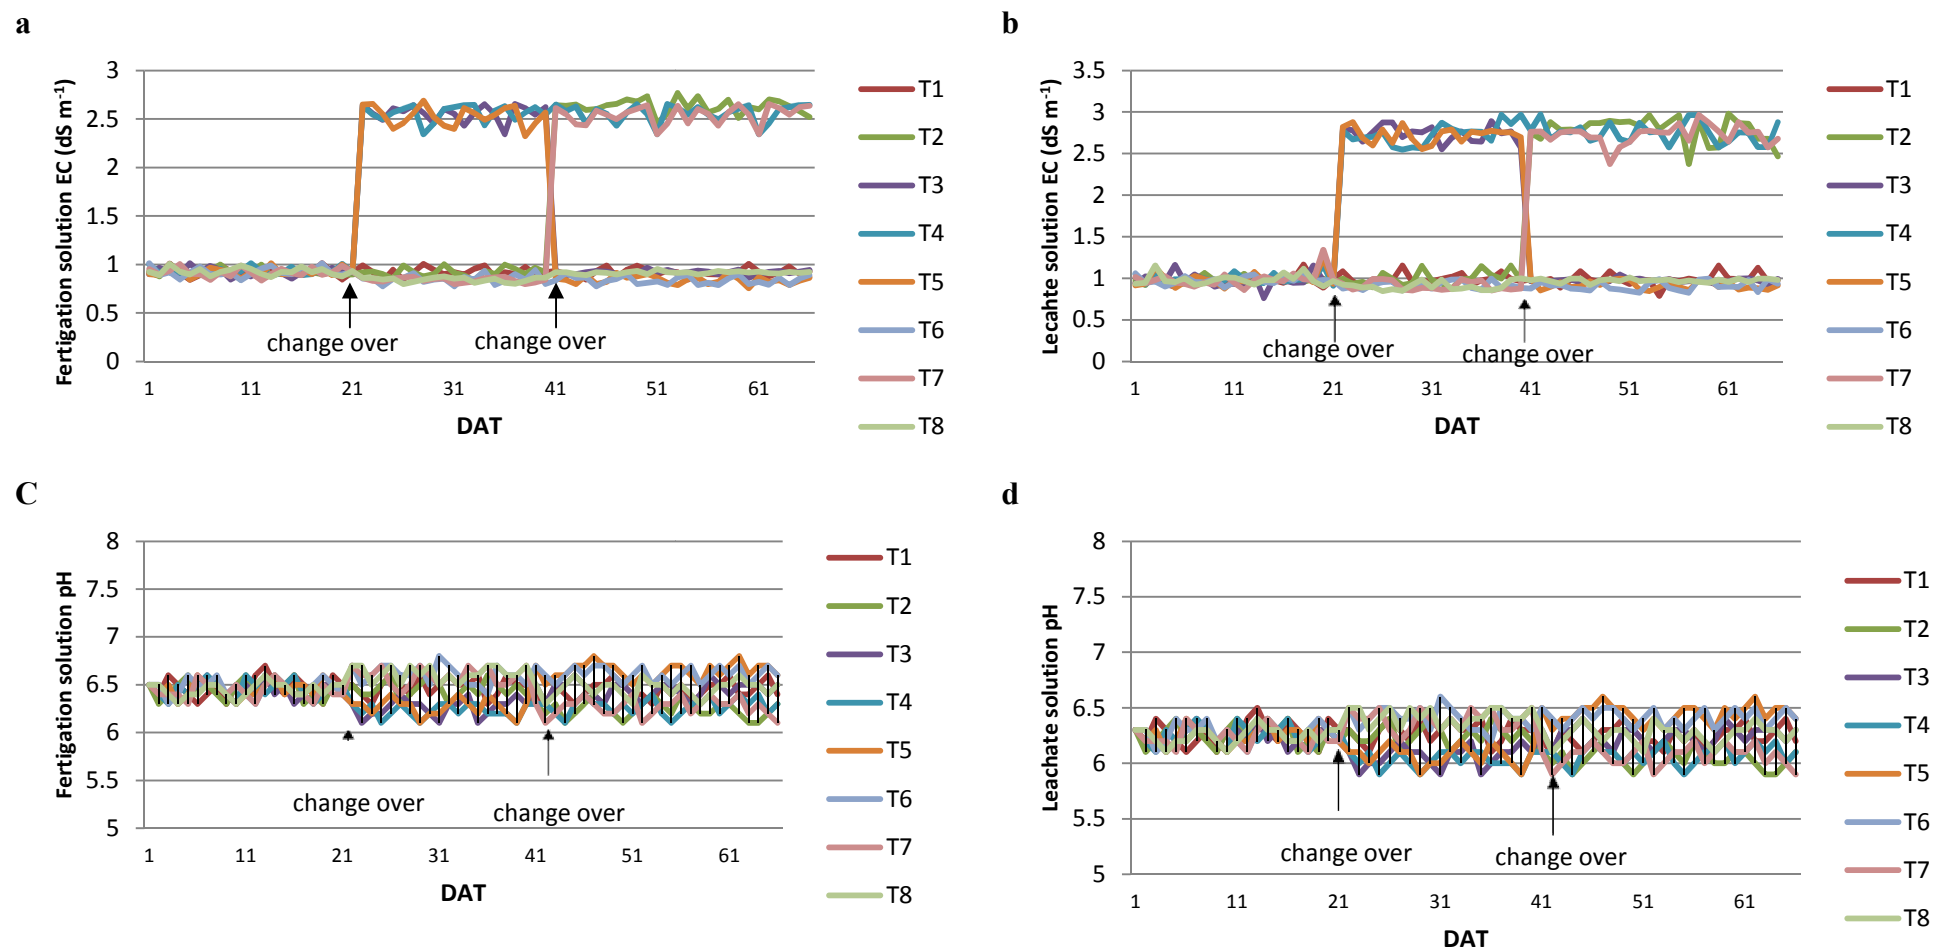 a
Fertigation solution EC (dS m-1)
3
2.5
2
1.5
1
0.5
0
1 11 21 31 41 51 61
DAT
change over
change over
T1
T2
T3
T4
T5
T6
T7
T8
b
Lecahte solution EC (dS m-1)
3.5
3
2.5
2
1.5
1
0.5
0
1 11 21 31 41 51 61
DAT
change over
change over
T1
T2
T3
T4
T5
T6
T7
T8
C
Fertigation solution pH
8
7.5
7
6.5
6
5.5
5
1 11 21 31 41 51 61
DAT
change over
change over
T1
T2
T3
T4
T5
T6
T7
T8
d
Leachate solution pH
8
7.5
7
6.5
6
5.5
5
1 11 21 31 41 51 61
DAT
change over
change over
T1
T2
T3
T4
T5
T6
T7
T8